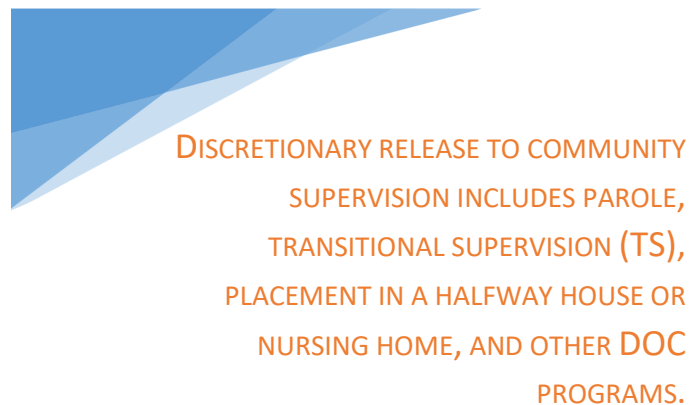 DISCRETIONARY RELEASE TO COMMUNITY
SUPERVISION INCLUDES PAROLE,
TRANSITIONAL SUPERVISION (TS),
PLACEMENT IN A HALFWAY HOUSE OR
NURSING HOME, AND OTHER DOC
PROGRAMS.